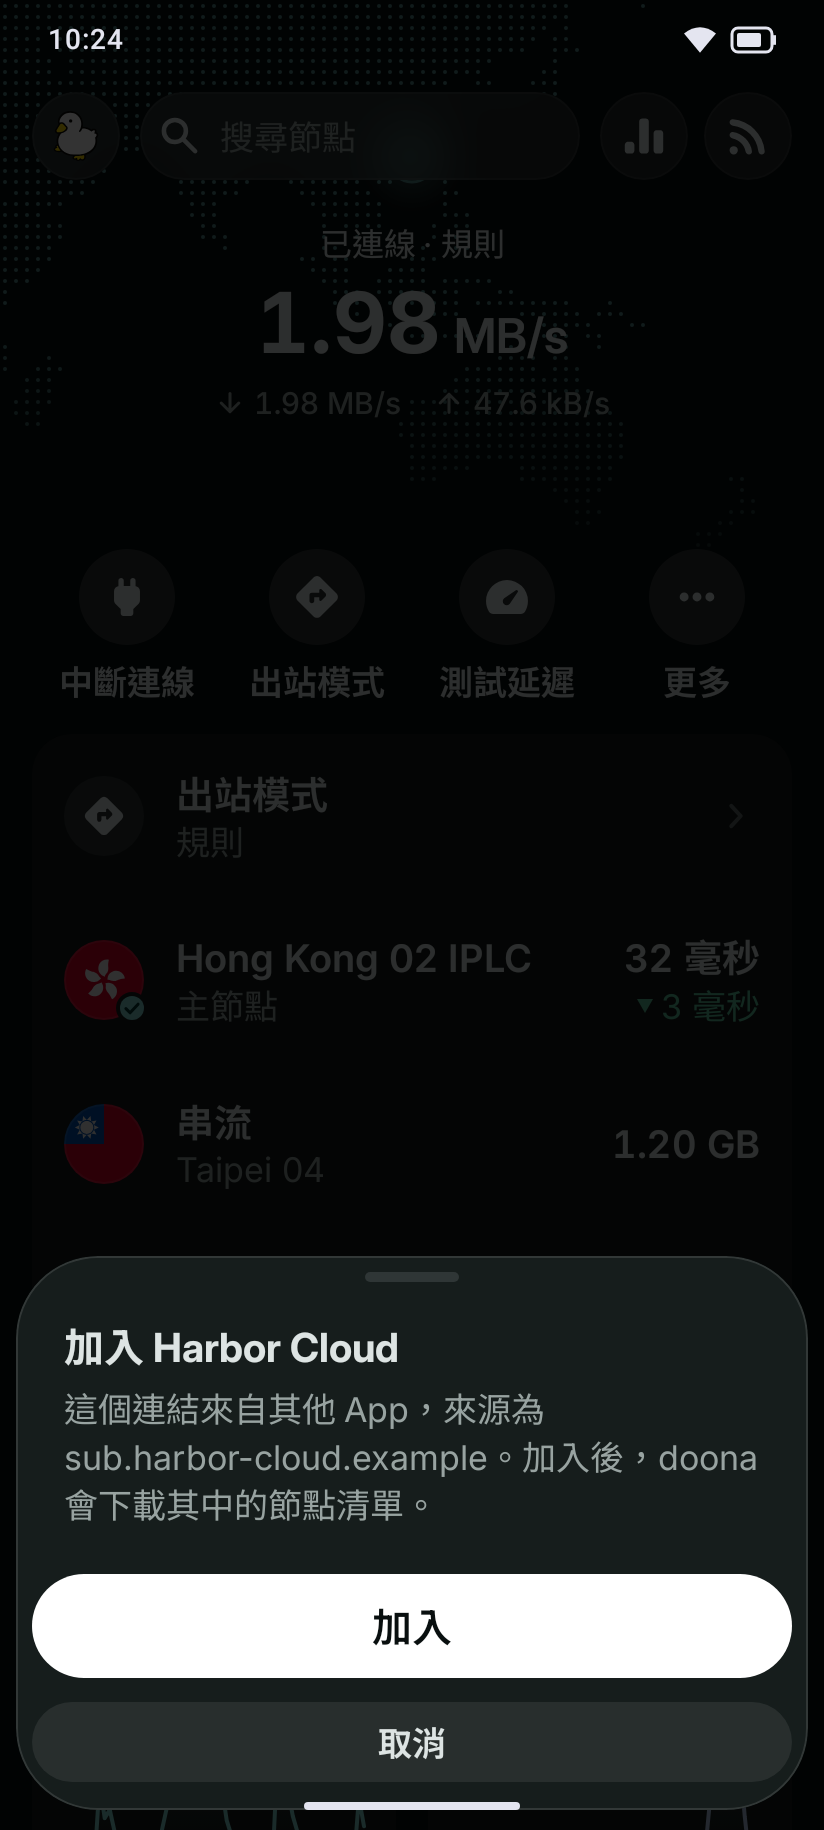 10:24
搜尋節點
已連線 · 規則
1.98 MB/s
↓ 1.98 MB/s ↑ 47.6 kB/s
中斷連線 出站模式 測試延遲 更多
出站模式
規則
Hong Kong 02 IPLC 32 毫秒
主節點 ▼3 毫秒
串流
Taipei 04 1.20 GB
加入 Harbor Cloud
這個連結來自其他 App，來源為
sub.harbor-cloud.example。加入後，doona
會下載其中的節點清單。
加入
取消